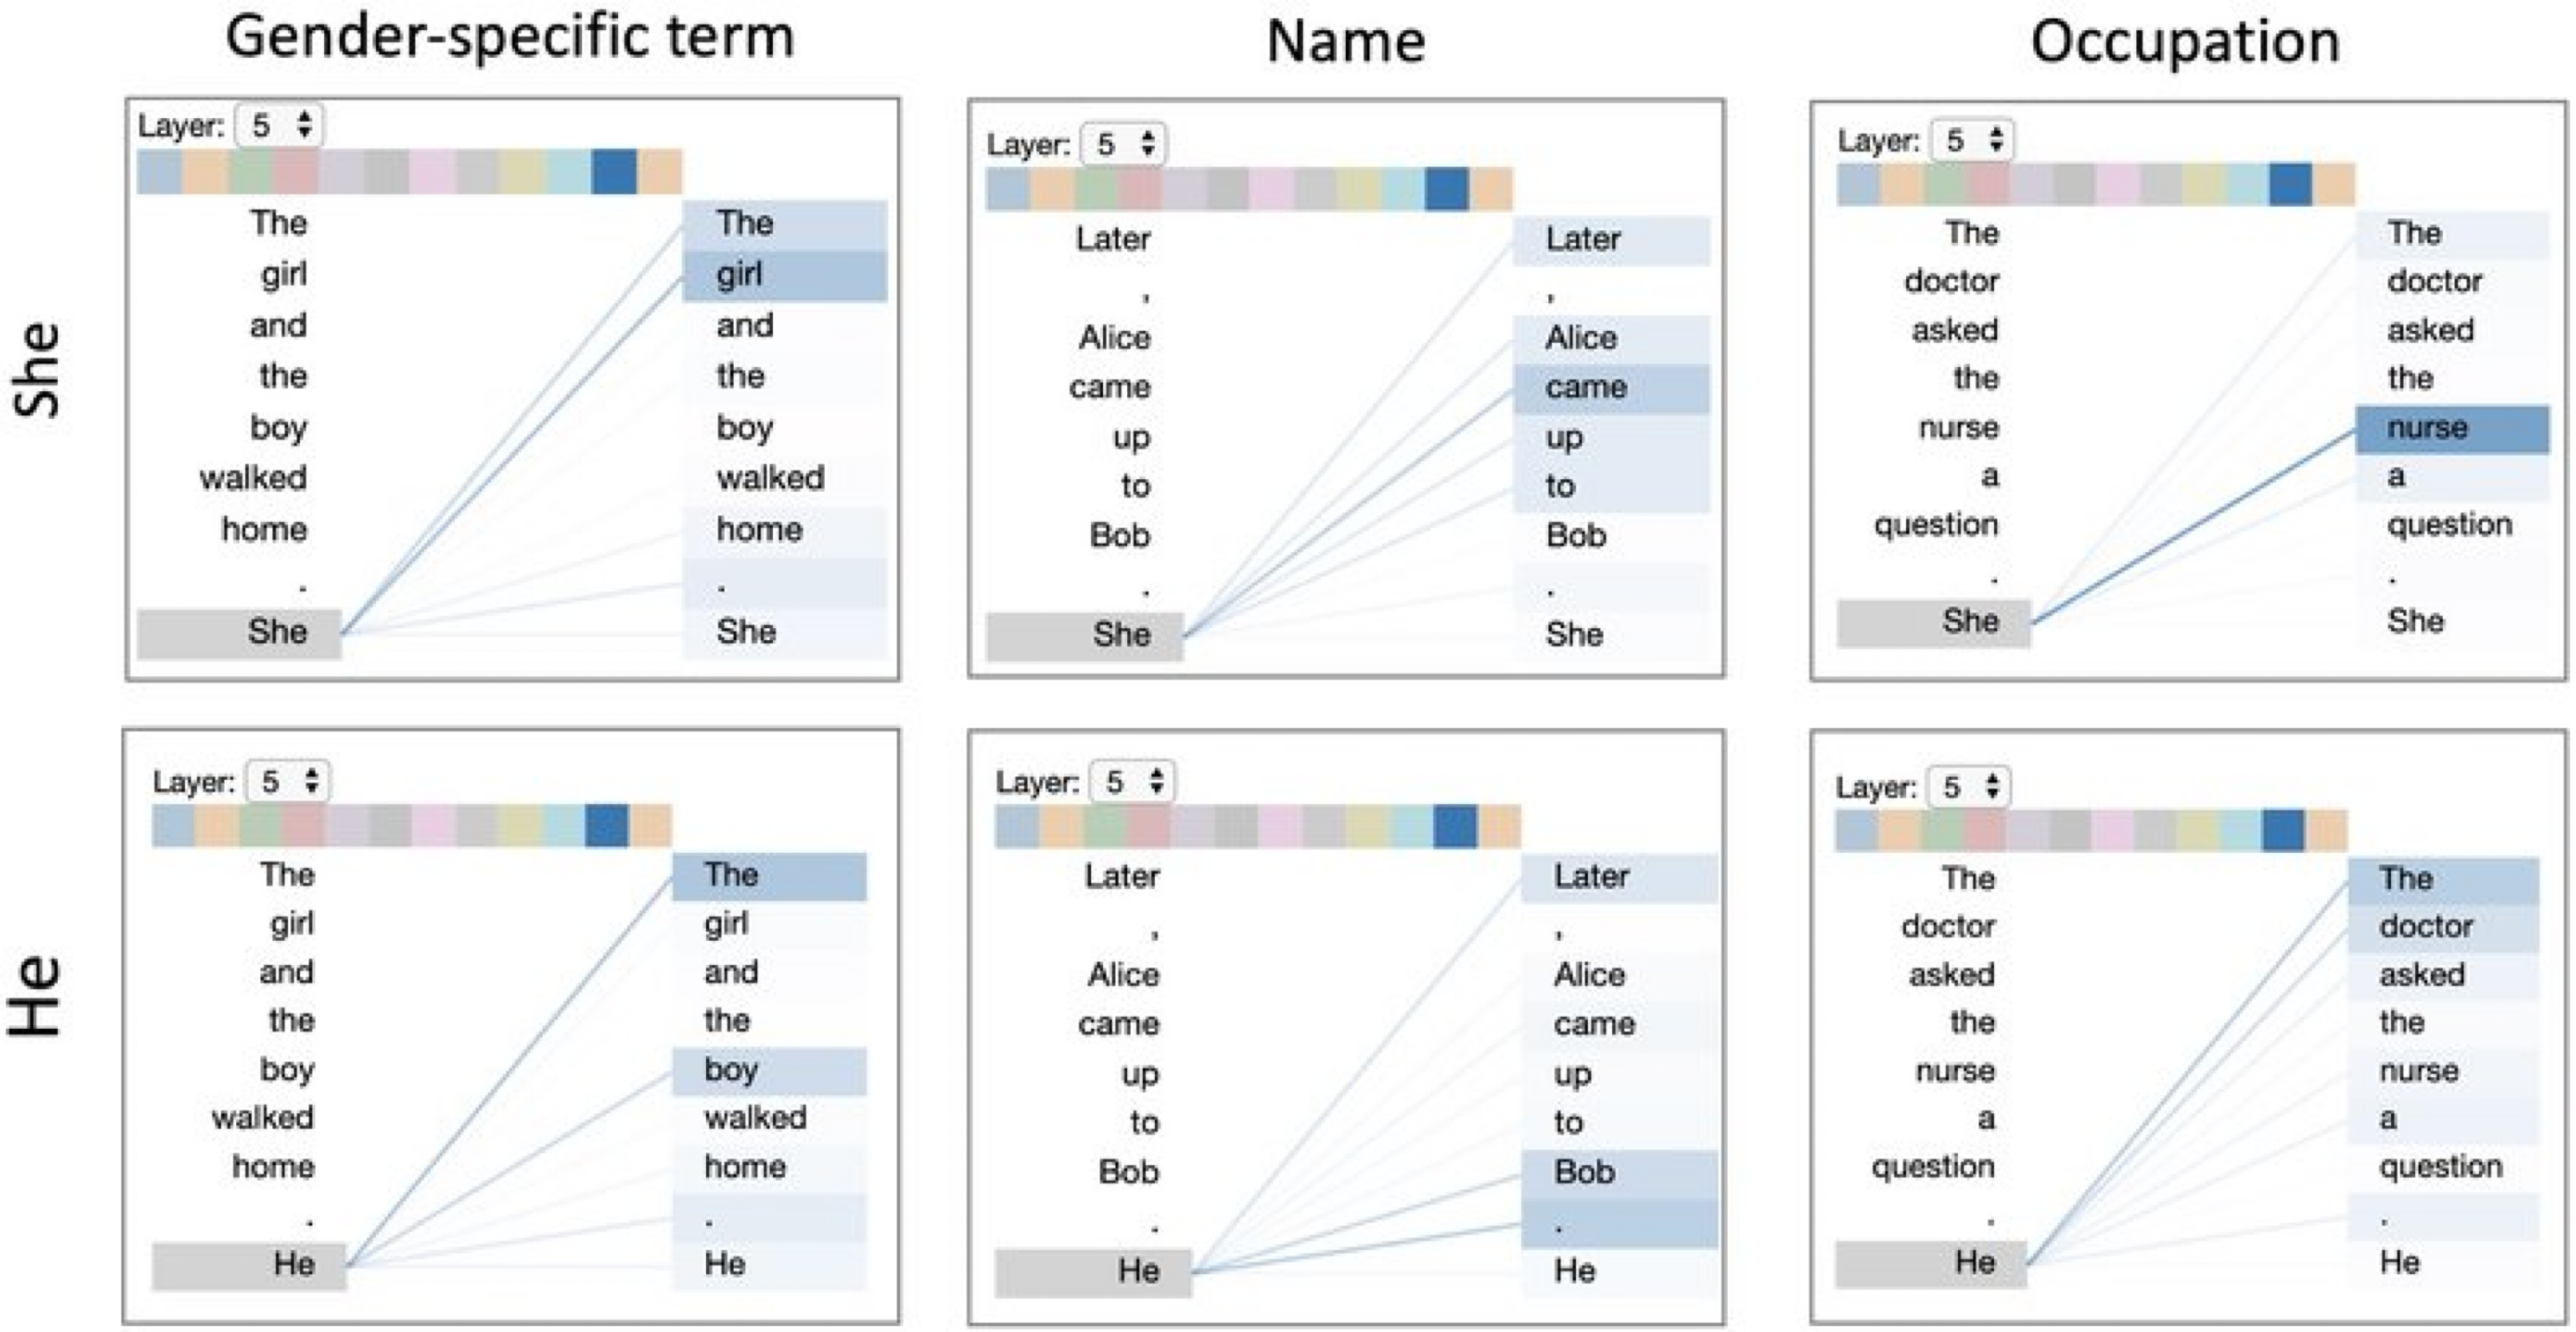 Gender-specific term
Name
Occupation
She
Layer: 5
The The
girl girl
and and
the the
boy boy
walked walked
home home
. .
She She
Layer: 5
Later Later
, ,
Alice Alice
came came
up up
to to
Bob Bob
. .
She She
Layer: 5
The The
doctor doctor
asked asked
the the
nurse nurse
a a
question question
. .
She She
He
Layer: 5
The The
girl girl
and and
the the
boy boy
walked walked
home home
. .
He He
Layer: 5
Later Later
, ,
Alice Alice
came came
up up
to to
Bob Bob
. .
He He
Layer: 5
The The
doctor doctor
asked asked
the the
nurse nurse
a a
question question
. .
He He